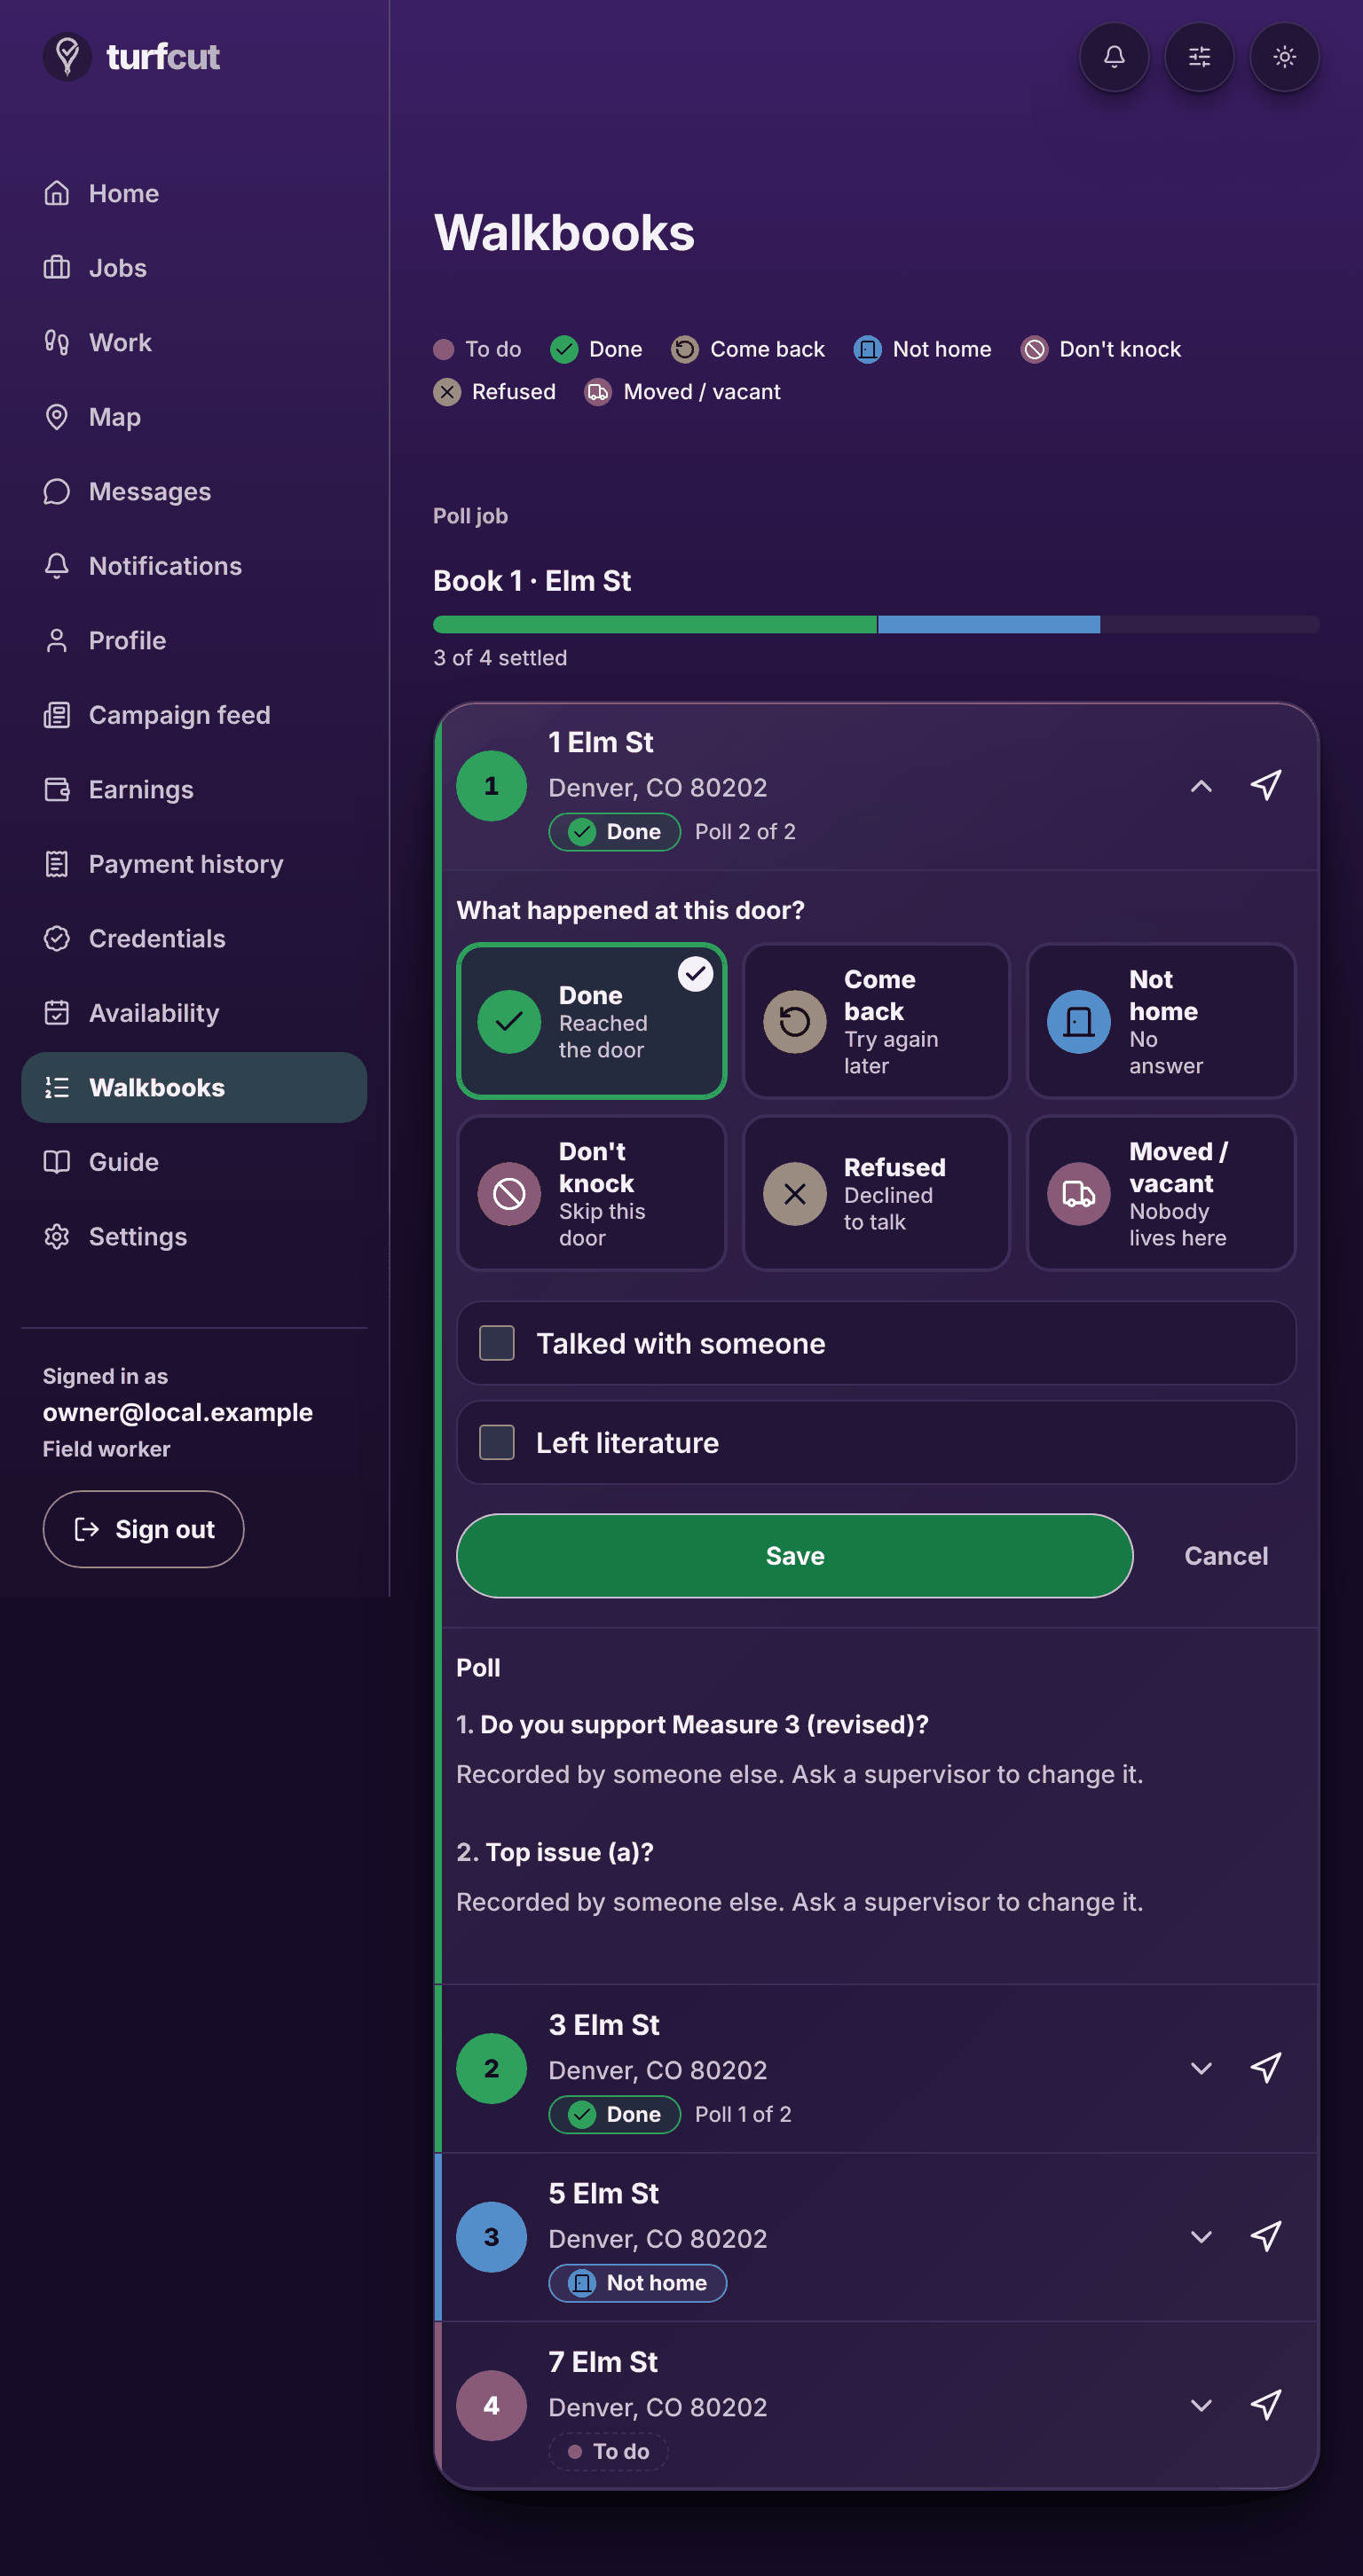 turfcut
Home
Jobs
Work
Map
Messages
Notifications
Profile
Campaign feed
Earnings
Payment history
Credentials
Availability
Walkbooks
Guide
Settings
Signed in as
owner@local.example
Field worker
Sign out
Walkbooks
To do
Done
Come back
Not home
Don't knock
Refused
Moved / vacant
Poll job
Book 1 · Elm St
3 of 4 settled
1
1 Elm St
Denver, CO 80202
Done
Poll 2 of 2
What happened at this door?
Done
Reached
the door
Come
back
Try again
later
Not
home
No
answer
Don't
knock
Skip this
door
Refused
Declined
to talk
Moved /
vacant
Nobody
lives here
Talked with someone
Left literature
Save
Cancel
Poll
1. Do you support Measure 3 (revised)?
Recorded by someone else. Ask a supervisor to change it.
2. Top issue (a)?
Recorded by someone else. Ask a supervisor to change it.
2
3 Elm St
Denver, CO 80202
Done
Poll 1 of 2
3
5 Elm St
Denver, CO 80202
Not home
4
7 Elm St
Denver, CO 80202
To do